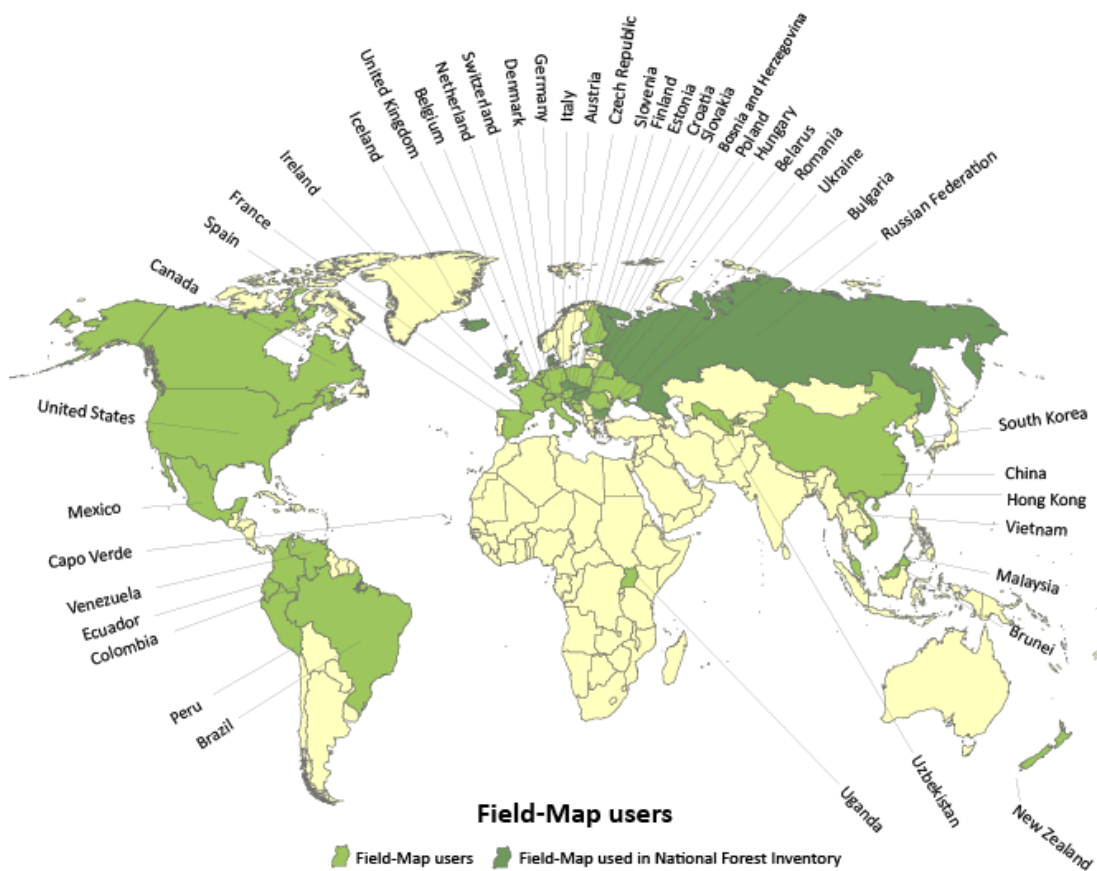 Ireland
France
Spain
Canada
Iceland
United Kingdom
Belgium
Netherland
Switzerland
Denmark
Germany
Italy
Austria
Czech Republic
Slovenia
Finland
Estonia
Croatia
Slovakia
Bosnia and Herzegovina
Poland
Hungary
Belarus
Romania
Ukraine
Bulgaria
Russian Federation
United States
Mexico
Capo Verde
Venezuela
Ecuador
Colombia
Peru
Brazil
South Korea
China
Hong Kong
Vietnam
Malaysia
Brunei
Uganda
Uzbekistan
New Zealand
Field-Map users
Field-Map users
Field-Map used in National Forest Inventory